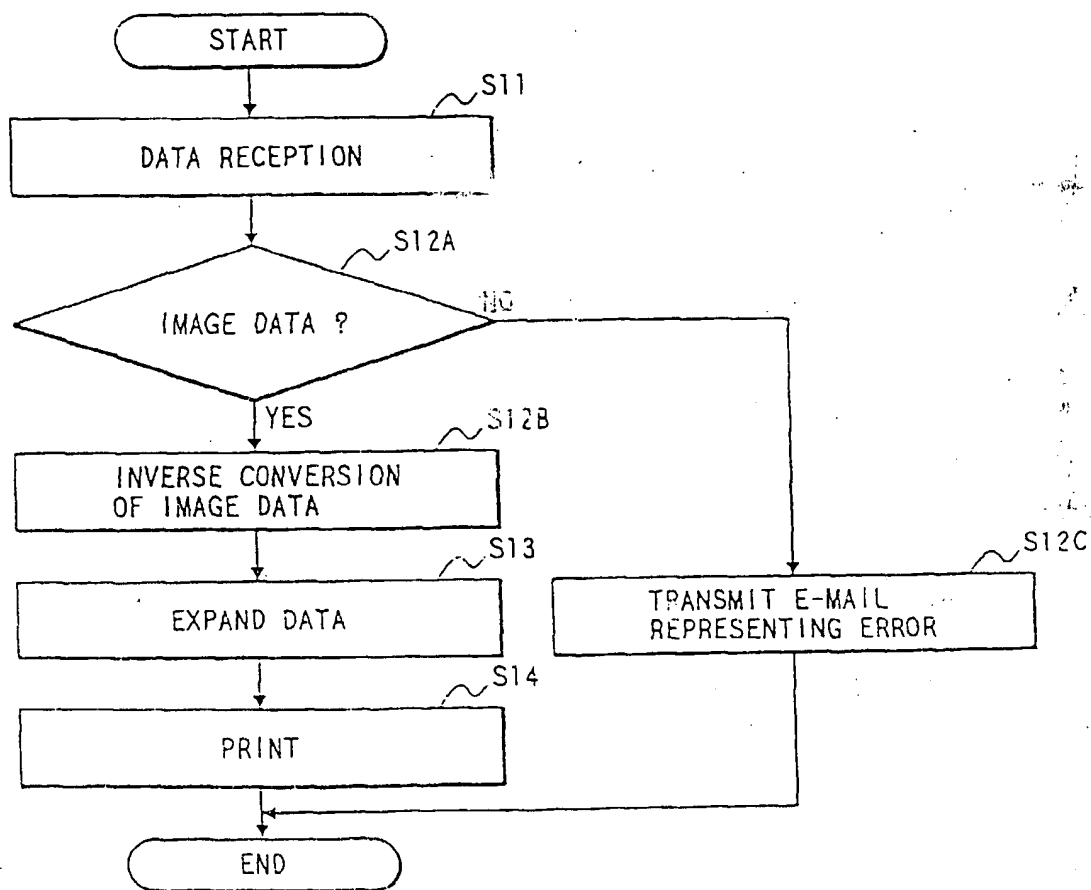 START
S11
DATA RECEPTION
S12A
IMAGE DATA ?
NO
YES
S12B
INVERSE CONVERSION
OF IMAGE DATA
S13
EXPAND DATA
S12C
TRANSMIT E-MAIL
REPRESENTING ERROR
S14
PRINT
END